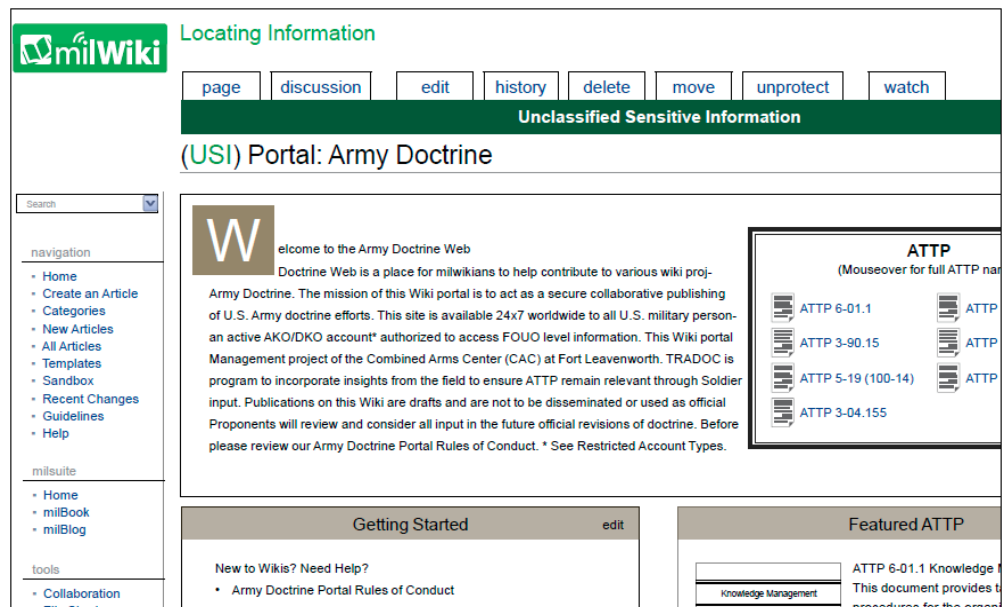 milWiki
Locating Information
page discussion edit history delete move unprotect watch
Unclassified Sensitive Information
(USI) Portal: Army Doctrine
Search
navigation
Home
Create an Article
Categories
New Articles
All Articles
Templates
Sandbox
Recent Changes
Guidelines
Help
milsuite
Home
milBook
milBlog
tools
Collaboration
Welcome to the Army Doctrine Web
Doctrine Web is a place for milwikians to help contribute to various wiki proj-
Army Doctrine. The mission of this Wiki portal is to act as a secure collaborative publishing
of U.S. Army doctrine efforts. This site is available 24x7 worldwide to all U.S. military person-
an active AKO/DKO account* authorized to access FOUO level information. This Wiki portal
Management project of the Combined Arms Center (CAC) at Fort Leavenworth. TRADOC is
program to incorporate insights from the field to ensure ATTP remain relevant through Soldier
input. Publications on this Wiki are drafts and are not to be disseminated or used as official
Proponents will review and consider all input in the future official revisions of doctrine. Before
please review our Army Doctrine Portal Rules of Conduct. * See Restricted Account Types.
ATTP
(Mouseover for full ATTP
ATTP 6-01.1 ATTP
ATTP 3-90.15 ATTP
ATTP 5-19 (100-14) ATTP
ATTP 3-04.155
Getting Started edit
New to Wikis? Need Help?
• Army Doctrine Portal Rules of Conduct
Featured ATTP
Knowledge Management
ATTP 6-01.1 Knowledge
This document provides